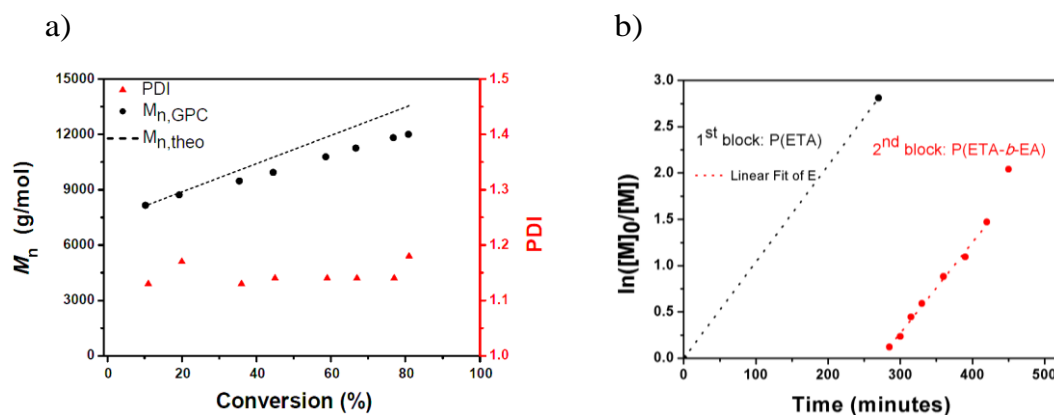 a)
15000
12000
9000
6000
3000
0
M_n (g/mol)
PDI
M_n,GPC
M_n,theo
1.5
1.4
1.3
1.2
1.1
1.0
PDI
0 20 40 60 80 100
Conversion (%)
b)
3.0
2.5
2.0
1.5
1.0
0.5
0.0
ln([M]0/[M])
1st block: P(ETA)
2nd block: P(ETA-b-EA)
Linear Fit of E
0 100 200 300 400 500
Time (minutes)